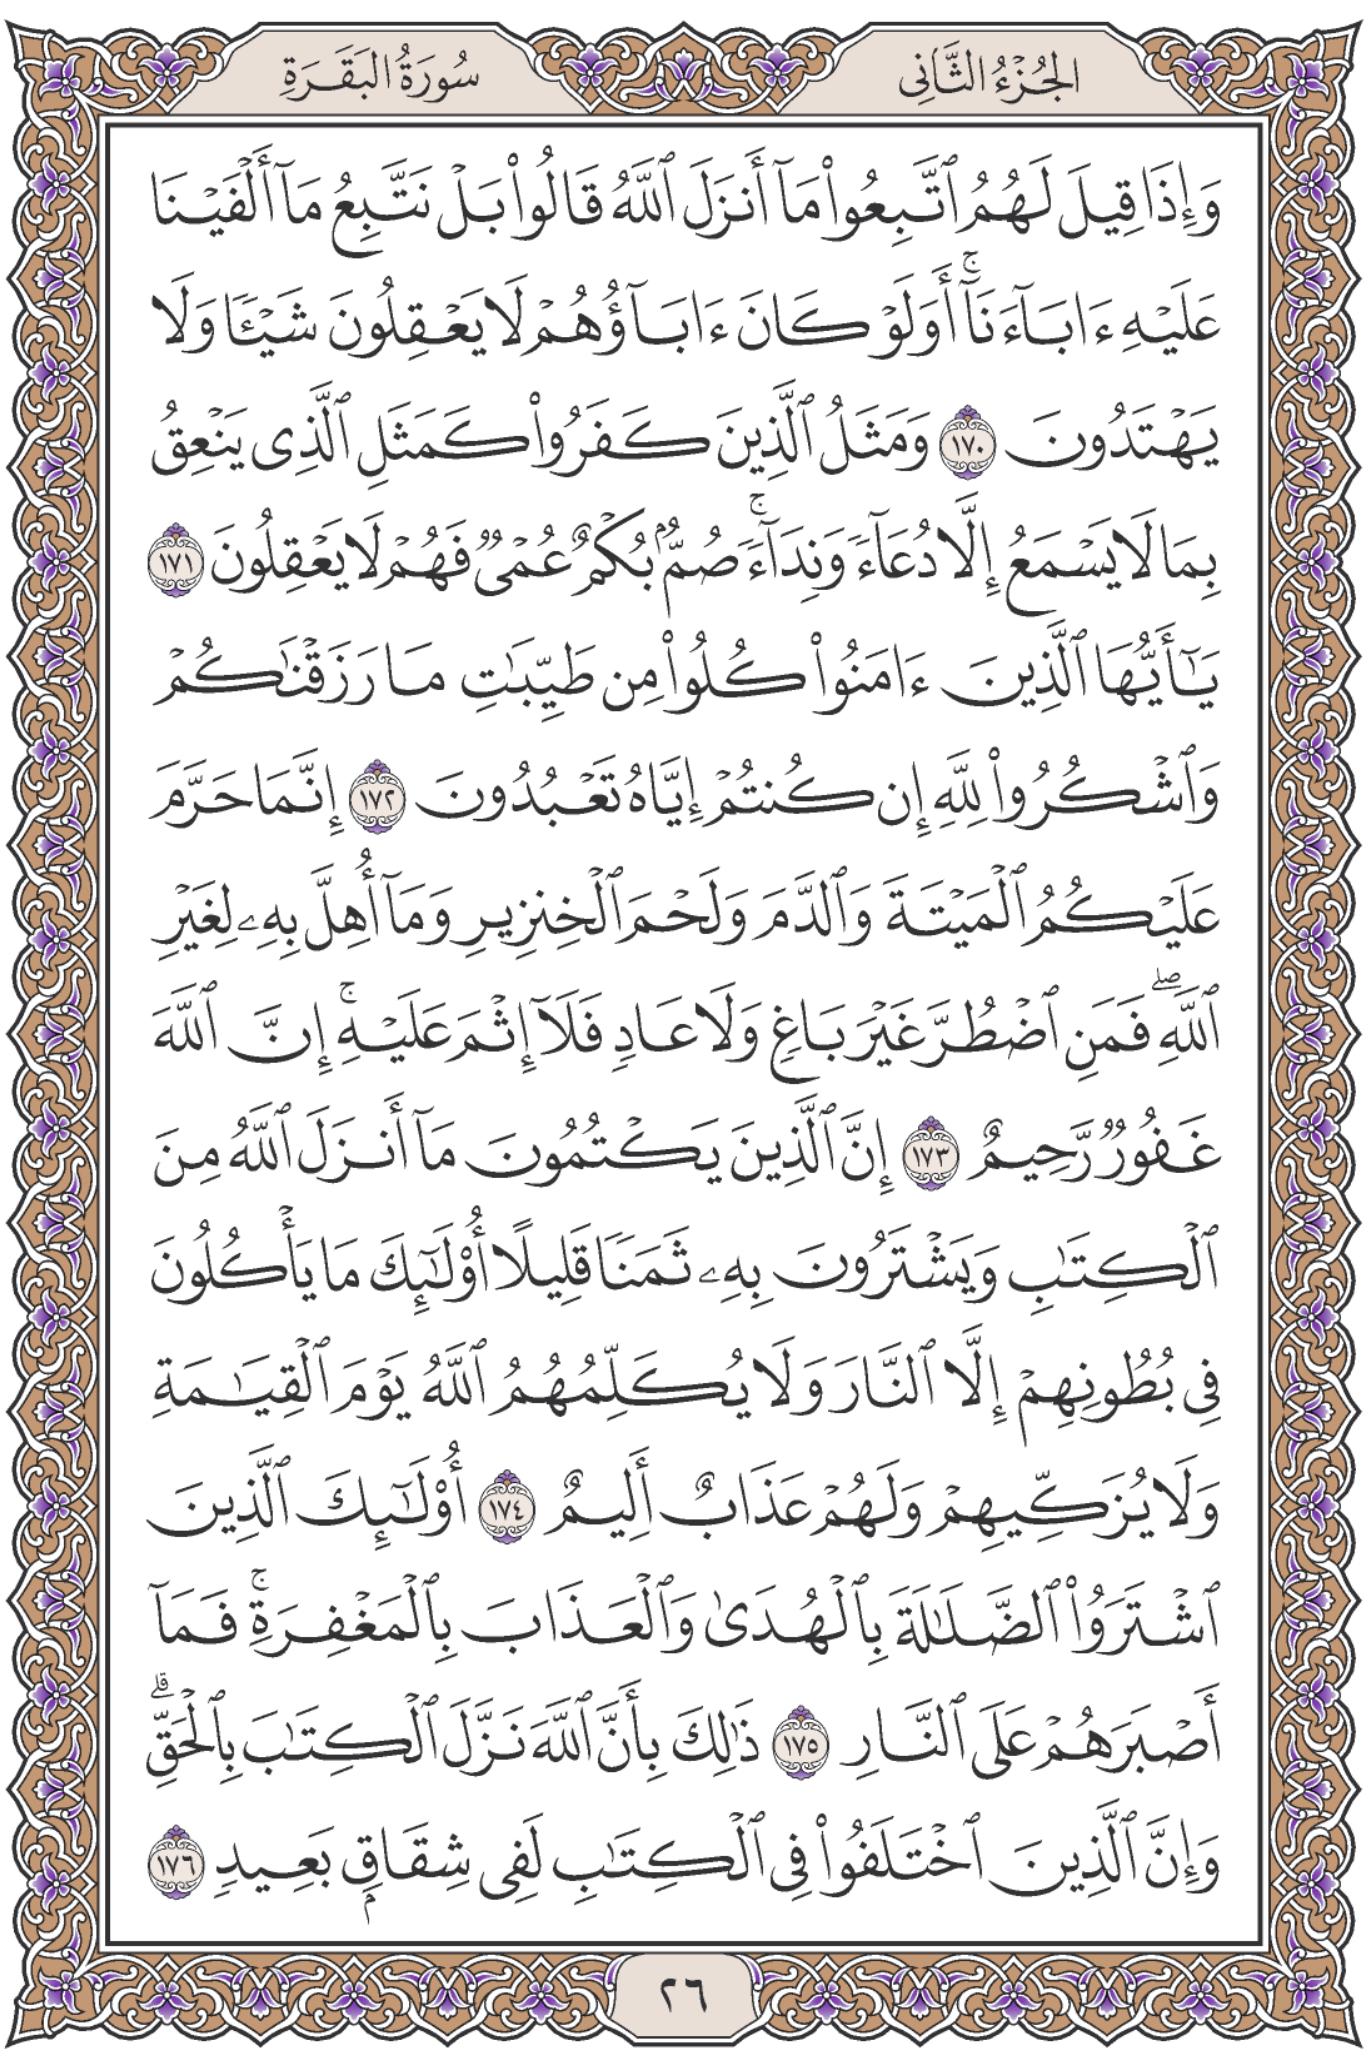 الجُزْءُ الثَّانِى
سُورَةُ البَقَرَةِ
وَإِذَا قِيلَ لَهُمُ ٱتَّبِعُوا۟ مَآ أَنزَلَ ٱللَّهُ قَالُوا۟ بَلْ نَتَّبِعُ مَآ أَلْفَيْنَا
عَلَيْهِ ءَابَآءَنَآ ۚ أَوَلَوْ كَانَ ءَابَآؤُهُمْ لَا يَعْقِلُونَ شَيْـًٔا وَلَا
يَهْتَدُونَ ١٧٠ وَمَثَلُ ٱلَّذِينَ كَفَرُوا۟ كَمَثَلِ ٱلَّذِى يَنْعِقُ
بِمَا لَا يَسْمَعُ إِلَّا دُعَآءً وَنِدَآءً ۚ صُمٌّۢ بُكْمٌ عُمْىٌ فَهُمْ لَا يَعْقِلُونَ ١٧١
يَـٰٓأَيُّهَا ٱلَّذِينَ ءَامَنُوا۟ كُلُوا۟ مِن طَيِّبَـٰتِ مَا رَزَقْنَـٰكُمْ
وَٱشْكُرُوا۟ لِلَّهِ إِن كُنتُمْ إِيَّاهُ تَعْبُدُونَ ١٧٢ إِنَّمَا حَرَّمَ
عَلَيْكُمُ ٱلْمَيْتَةَ وَٱلدَّمَ وَلَحْمَ ٱلْخِنزِيرِ وَمَآ أُهِلَّ بِهِۦ لِغَيْرِ
ٱللَّهِ ۖ فَمَنِ ٱضْطُرَّ غَيْرَ بَاغٍ وَلَا عَادٍ فَلَآ إِثْمَ عَلَيْهِ ۚ إِنَّ ٱللَّهَ
غَفُورٌ رَّحِيمٌ ١٧٣ إِنَّ ٱلَّذِينَ يَكْتُمُونَ مَآ أَنزَلَ ٱللَّهُ مِنَ
ٱلْكِتَـٰبِ وَيَشْتَرُونَ بِهِۦ ثَمَنًا قَلِيلًا أُو۟لَـٰٓئِكَ مَا يَأْكُلُونَ
فِى بُطُونِهِمْ إِلَّا ٱلنَّارَ وَلَا يُكَلِّمُهُمُ ٱللَّهُ يَوْمَ ٱلْقِيَـٰمَةِ
وَلَا يُزَكِّيهِمْ وَلَهُمْ عَذَابٌ أَلِيمٌ ١٧٤ أُو۟لَـٰٓئِكَ ٱلَّذِينَ
ٱشْتَرَوُا۟ ٱلضَّلَـٰلَةَ بِٱلْهُدَىٰ وَٱلْعَذَابَ بِٱلْمَغْفِرَةِ ۚ فَمَآ
أَصْبَرَهُمْ عَلَى ٱلنَّارِ ١٧٥ ذَٰلِكَ بِأَنَّ ٱللَّهَ نَزَّلَ ٱلْكِتَـٰبَ بِٱلْحَقِّ ۗ
وَإِنَّ ٱلَّذِينَ ٱخْتَلَفُوا۟ فِى ٱلْكِتَـٰبِ لَفِى شِقَاقٍۭ بَعِيدٍ ١٧٦
٢٦